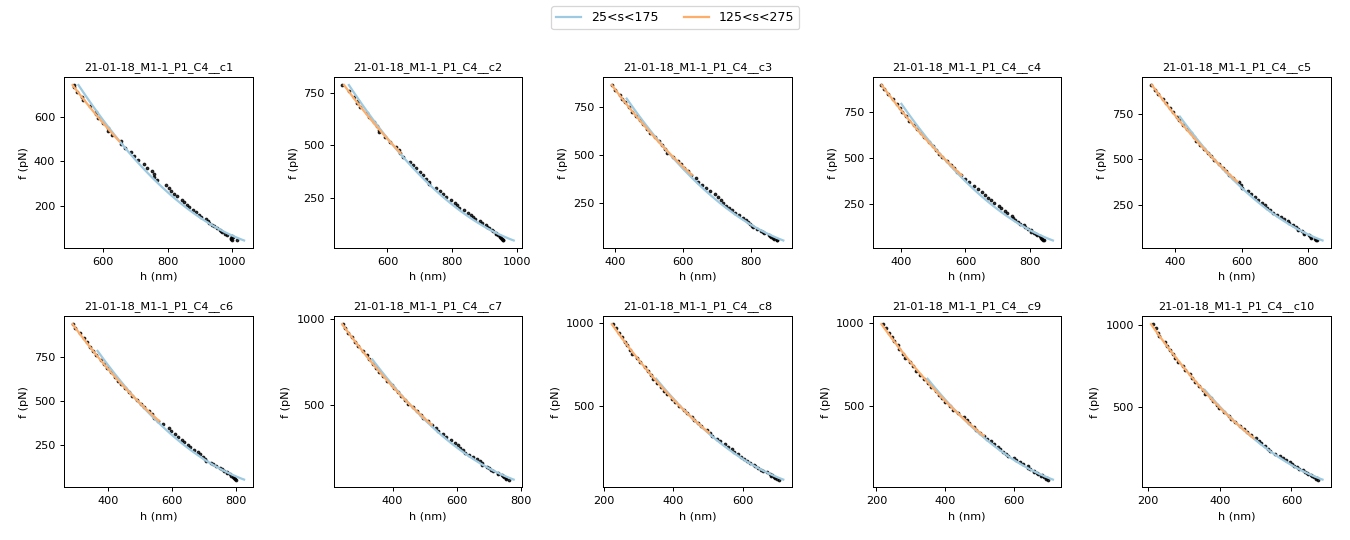 25<s<175 125<s<275
21-01-18_M1-1_P1_C4__c1 21-01-18_M1-1_P1_C4__c2 21-01-18_M1-1_P1_C4__c3 21-01-18_M1-1_P1_C4__c4 21-01-18_M1-1_P1_C4__c5
f (pN) 600 400 200 f (pN) 750 500 250 f (pN) 750 500 250 f (pN) 750 500 250 f (pN) 750 500 250
600 800 1000 600 800 1000 400 600 800 400 600 800 400 600 800
h (nm) h (nm) h (nm) h (nm) h (nm)
21-01-18_M1-1_P1_C4__c6 21-01-18_M1-1_P1_C4__c7 21-01-18_M1-1_P1_C4__c8 21-01-18_M1-1_P1_C4__c9 21-01-18_M1-1_P1_C4__c10
f (pN) 750 500 250 f (pN) 1000 500 f (pN) 1000 500 f (pN) 1000 500 f (pN) 1000 500
400 600 800 400 600 800 200 400 600 200 400 600 200 400 600
h (nm) h (nm) h (nm) h (nm) h (nm)